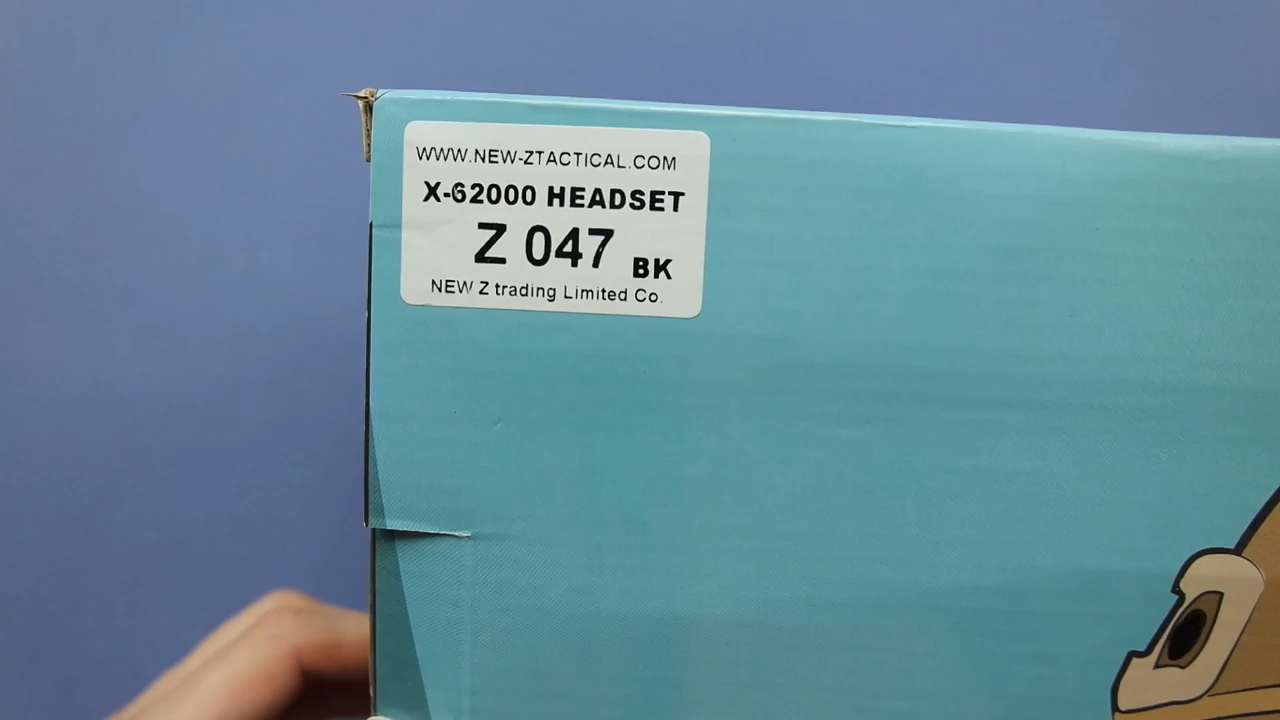 WWW.NEW-ZTACTICAL.COM
X-62000 HEADSET
Z 047 BK
NEW Z trading Limited Co.